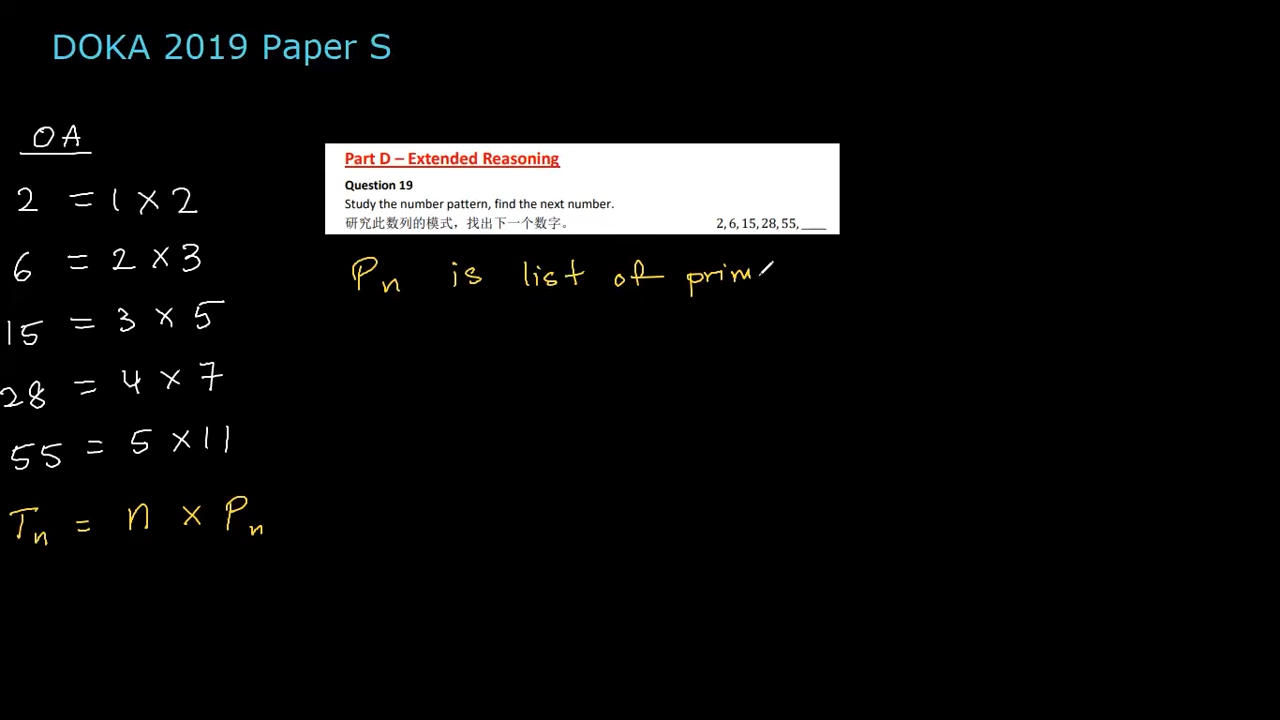 DOKA 2019 Paper S
OA
2 = 1 × 2
6 = 2 × 3
15 = 3 × 5
28 = 4 × 7
55 = 5 × 11
Tn = n × Pn
Part D – Extended Reasoning
Question 19
Study the number pattern, find the next number.
研究此数列的模式，找出下一个数字。 2, 6, 15, 28, 55, ____
Pn is list of prim